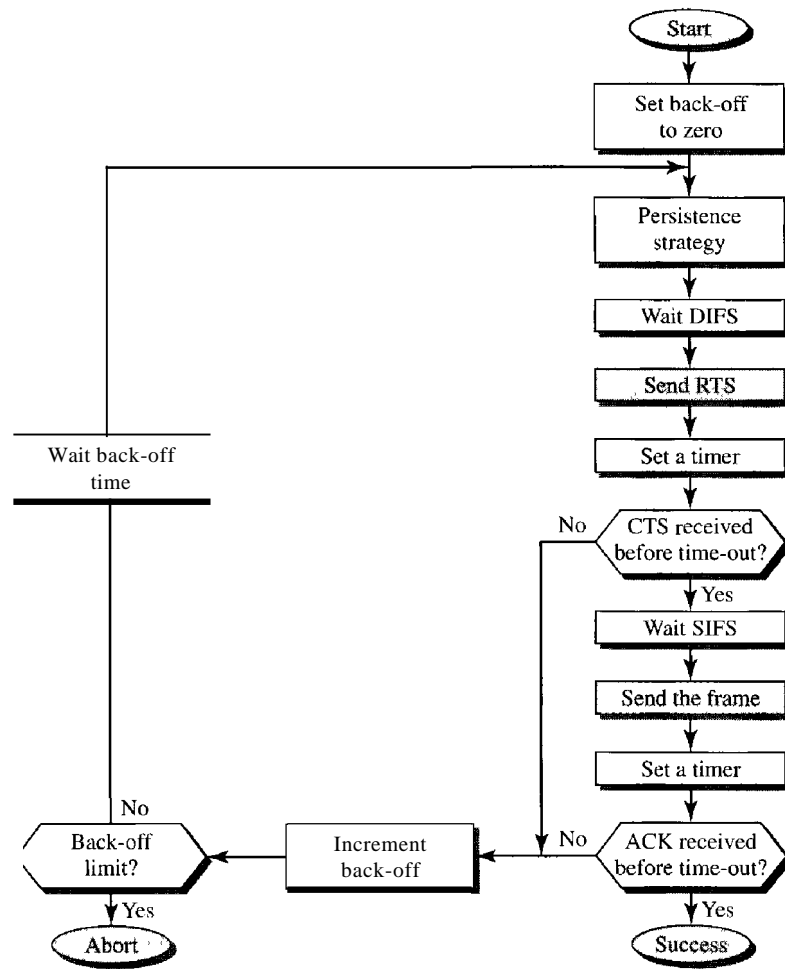 Start
Set back-off
to zero
Persistence
strategy
Wait DIFS
Send RTS
Wait back-off
time
Set a timer
No
CTS received
before time-out?
Yes
Wait SIFS
Send the frame
Set a timer
No
Back-off
limit?
Increment
back-off
No
ACK received
before time-out?
Yes
Abort
Yes
Success